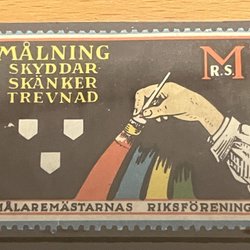 MÅLNING
SKYDDAR-
SKÄNKER
TREVNAD
M
R.S.
MÅLAREMÄSTARNAS RIKSFÖRENING